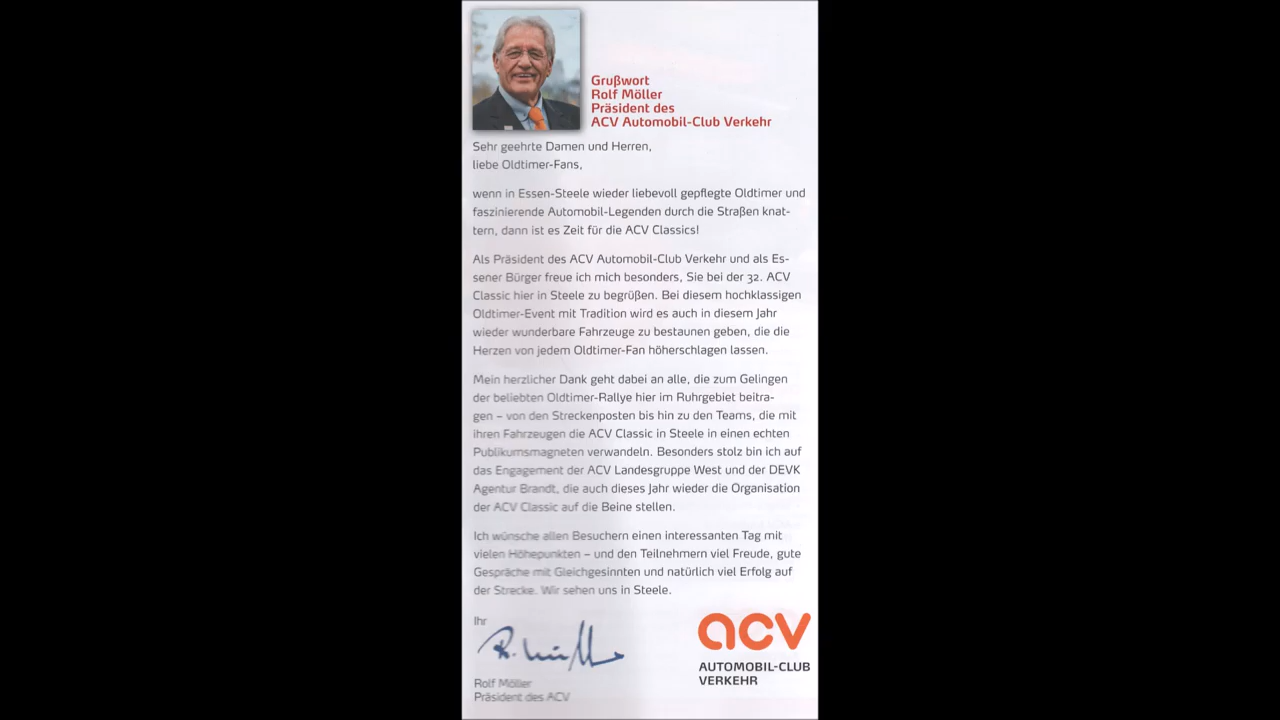 Grußwort
Rolf Möller
Präsident des
ACV Automobil-Club Verkehr
Sehr geehrte Damen und Herren,
liebe Oldtimer-Fans,
wenn in Essen-Steele wieder liebevoll gepflegte Oldtimer und
faszinierende Automobil-Legenden durch die Straßen knat-
tern, dann ist es Zeit für die ACV Classics!
Als Präsident des ACV Automobil-Club Verkehr und als Es-
sener Bürger freue ich mich besonders, Sie bei der 32. ACV
Classic hier in Steele zu begrüßen. Bei diesem hochklassigen
Oldtimer-Event mit Tradition wird es auch in diesem Jahr
wieder wunderbare Fahrzeuge zu bestaunen geben, die die
Herzen von jedem Oldtimer-Fan höherschlagen lassen.
Mein herzlicher Dank geht dabei an alle, die zum Gelingen
der beliebten Oldtimer-Rallye hier im Ruhrgebiet beitra-
gen – von den Streckenposten bis hin zu den Teams, die mit
ihren Fahrzeugen die ACV Classic in Steele in einen echten
Publikumsmagneten verwandeln. Besonders stolz bin ich auf
das Engagement der ACV Landesgruppe West und der DEVK
Agentur Brandt, die auch dieses Jahr wieder die Organisation
der ACV Classic auf die Beine stellen.
Ich wünsche allen Besuchern einen interessanten Tag mit
vielen Höhepunkten – und den Teilnehmern viel Freude, gute
Gespräche mit Gleichgesinnten und natürlich viel Erfolg auf
der Strecke. Wir sehen uns in Steele.
Ihr
R. Möller
Rolf Möller
Präsident des ACV
acv
AUTOMOBIL-CLUB
VERKEHR